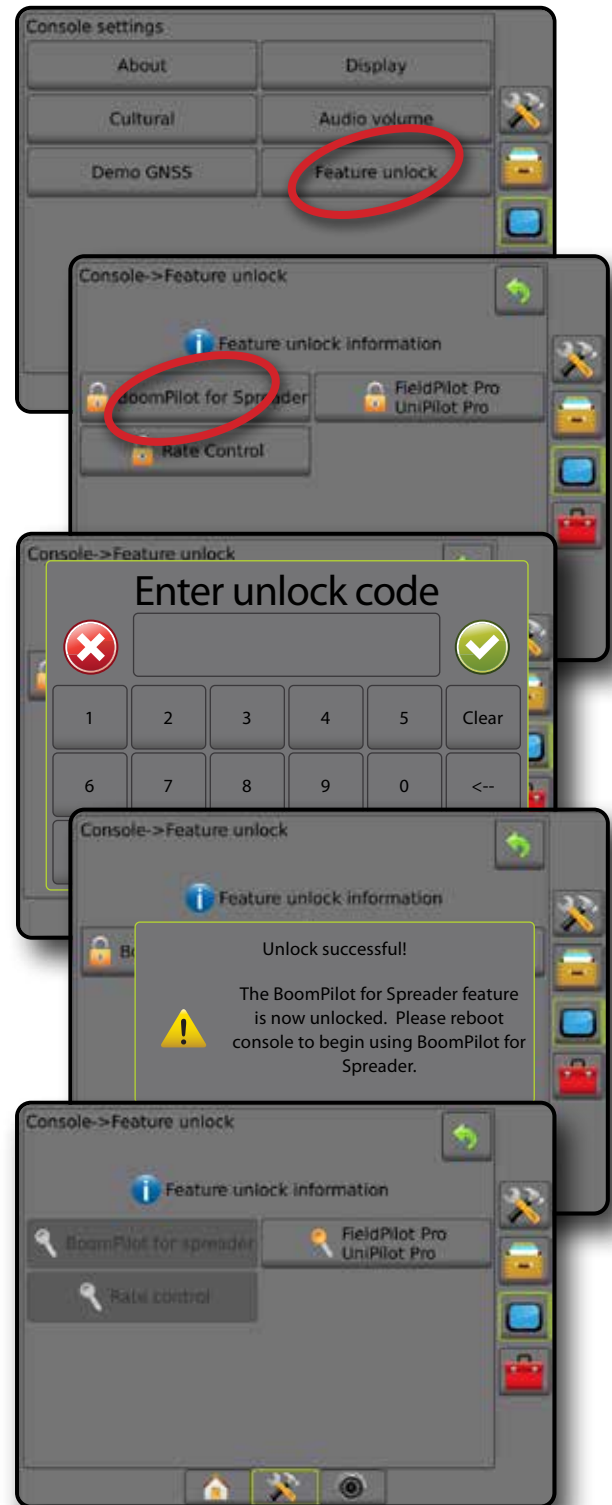 Console settings
About
Display
Cultural
Audio volume
Demo GNSS
Feature unlock
Console->Feature unlock
Feature unlock information
BoomPilot for Spreader
FieldPilot Pro
UniPilot Pro
Rate Control
Console->Feature unlock
Enter unlock code
1 2 3 4 5 Clear
6 7 8 9 0 <--
Console->Feature unlock
Feature unlock information
Bo
Unlock successful!
The BoomPilot for Spreader feature
is now unlocked. Please reboot
console to begin using BoomPilot for
Spreader.
Console->Feature unlock
Feature unlock information
BoomPilot for spreader
FieldPilot Pro
UniPilot Pro
Rate control